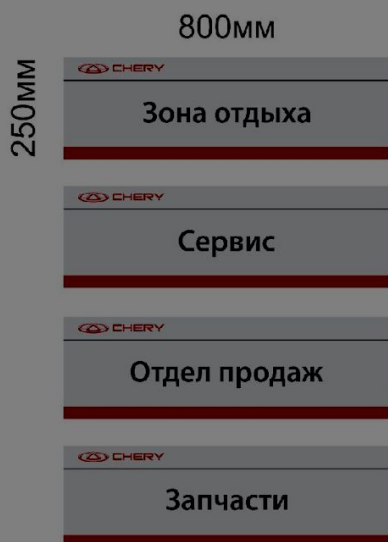 800мм
250мм
CHERY
Зона отдыха
CHERY
Сервис
CHERY
Отдел продаж
CHERY
Запчасти